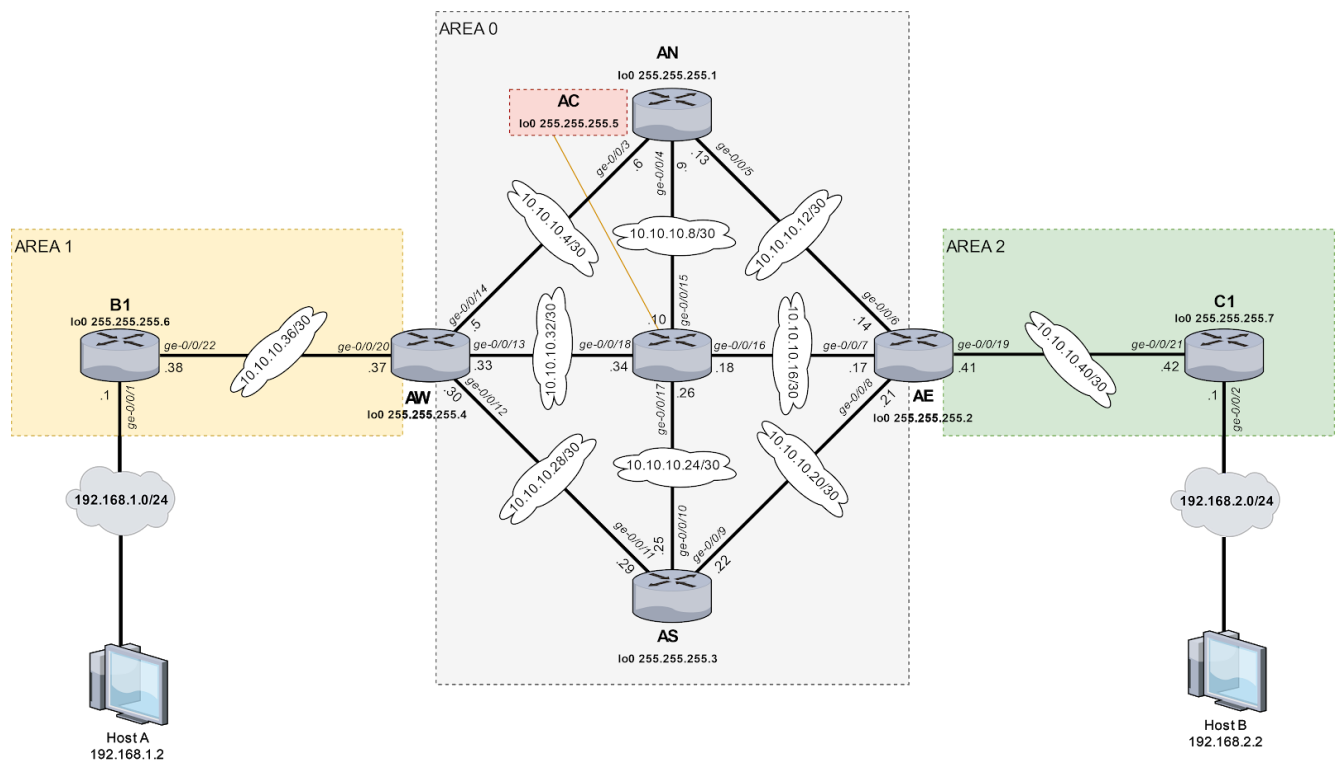 AREA 0
AN
lo0 255.255.255.1
AC
lo0 255.255.255.5
ge-0/0/3
.6
ge-0/0/4
.9
ge-0/0/5
.13
10.10.10.4/30
10.10.10.8/30
10.10.10.12/30
AREA 1
B1
lo0 255.255.255.6
ge-0/0/22
.38
ge-0/0/1
.1
10.10.10.36/30
ge-0/0/20
.37
ge-0/0/14
.5
ge-0/0/13
.33
ge-0/0/12
.30
AW
lo0 255.255.255.4
10.10.10.32/30
ge-0/0/18
.34
ge-0/0/15
.10
ge-0/0/16
.18
ge-0/0/17
.26
10.10.10.16/30
ge-0/0/6
.14
ge-0/0/7
.17
ge-0/0/8
.21
AE
lo0 255.255.255.2
AREA 2
ge-0/0/19
.41
10.10.10.40/30
C1
lo0 255.255.255.7
ge-0/0/21
.42
ge-0/0/2
.1
10.10.10.28/30
10.10.10.24/30
10.10.10.20/30
192.168.1.0/24
192.168.2.0/24
ge-0/0/11
.29
ge-0/0/10
.25
ge-0/0/9
.22
AS
lo0 255.255.255.3
Host A
192.168.1.2
Host B
192.168.2.2